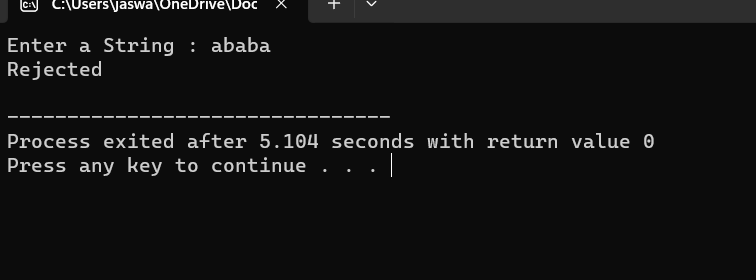 C:\Users\jaswa\OneDrive\Doc
Enter a String : ababa
Rejected
--------------------------------
Process exited after 5.104 seconds with return value 0
Press any key to continue . . .